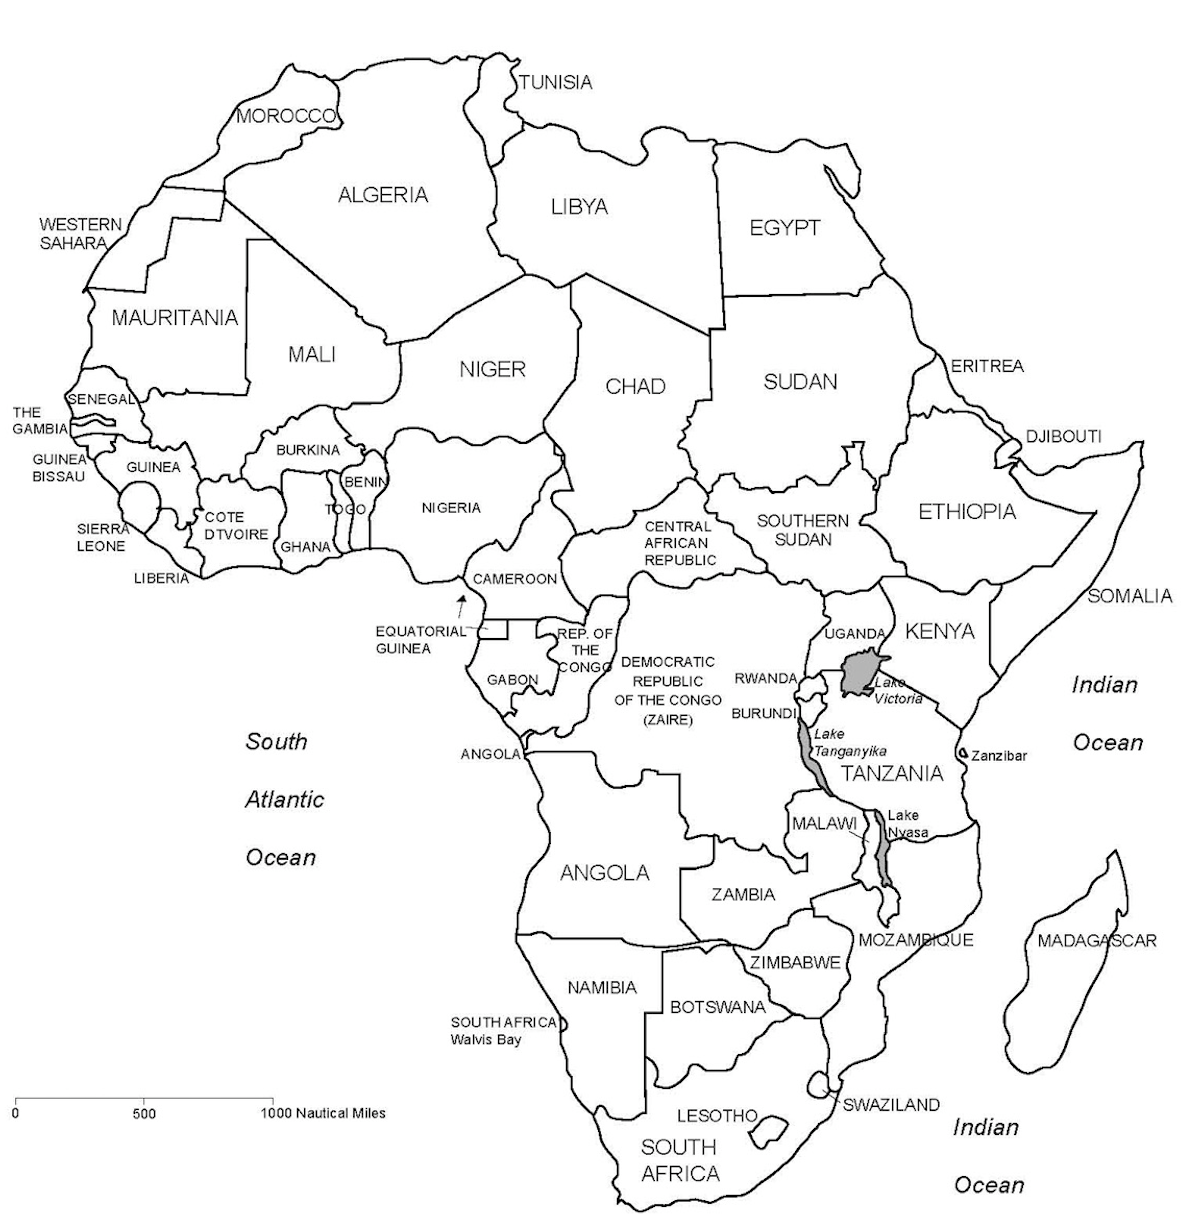 TUNISIA
MOROCCO
ALGERIA
LIBYA
EGYPT
WESTERN
SAHARA
MAURITANIA
MALI
NIGER
CHAD
SUDAN
ERITREA
SENEGAL
THE
GAMBIA
DJIBOUTI
BURKINA
GUINEA
BISSAU
GUINEA
BENIN
TOGO
NIGERIA
ETHIOPIA
COTE
DTVOIRE
SIERRA
LEONE
GHANA
CENTRAL
AFRICAN
REPUBLIC
SOUTHERN
SUDAN
LIBERIA
CAMEROON
SOMALIA
EQUATORIAL
GUINEA
REP. OF
THE
CONGO
UGANDA
KENYA
GABON
DEMOCRATIC
REPUBLIC
OF THE CONGO
(ZAIRE)
RWANDA
BURUNDI
Lake
Victoria
Indian
Ocean
South
Atlantic
Ocean
ANGOLA
Lake
Tanganyika
Zanzibar
TANZANIA
MALAWI
Lake
Nyasa
ANGOLA
ZAMBIA
MOZAMBIQUE
MADAGASCAR
ZIMBABWE
NAMIBIA
BOTSWANA
SOUTH AFRICA
Walvis Bay
0 500 1000 Nautical Miles
SWAZILAND
LESOTHO
SOUTH
AFRICA
Indian
Ocean